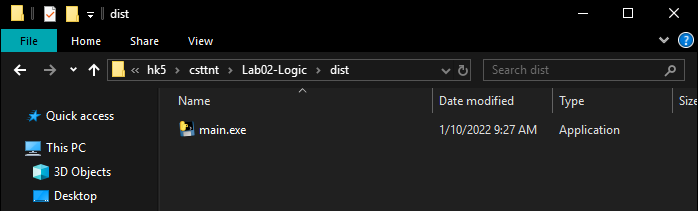 dist
File Home Share View
« hk5 › csttnt › Lab02-Logic › dist Search dist
Name Date modified Type Size
Quick access main.exe 1/10/2022 9:27 AM Application
This PC
3D Objects
Desktop